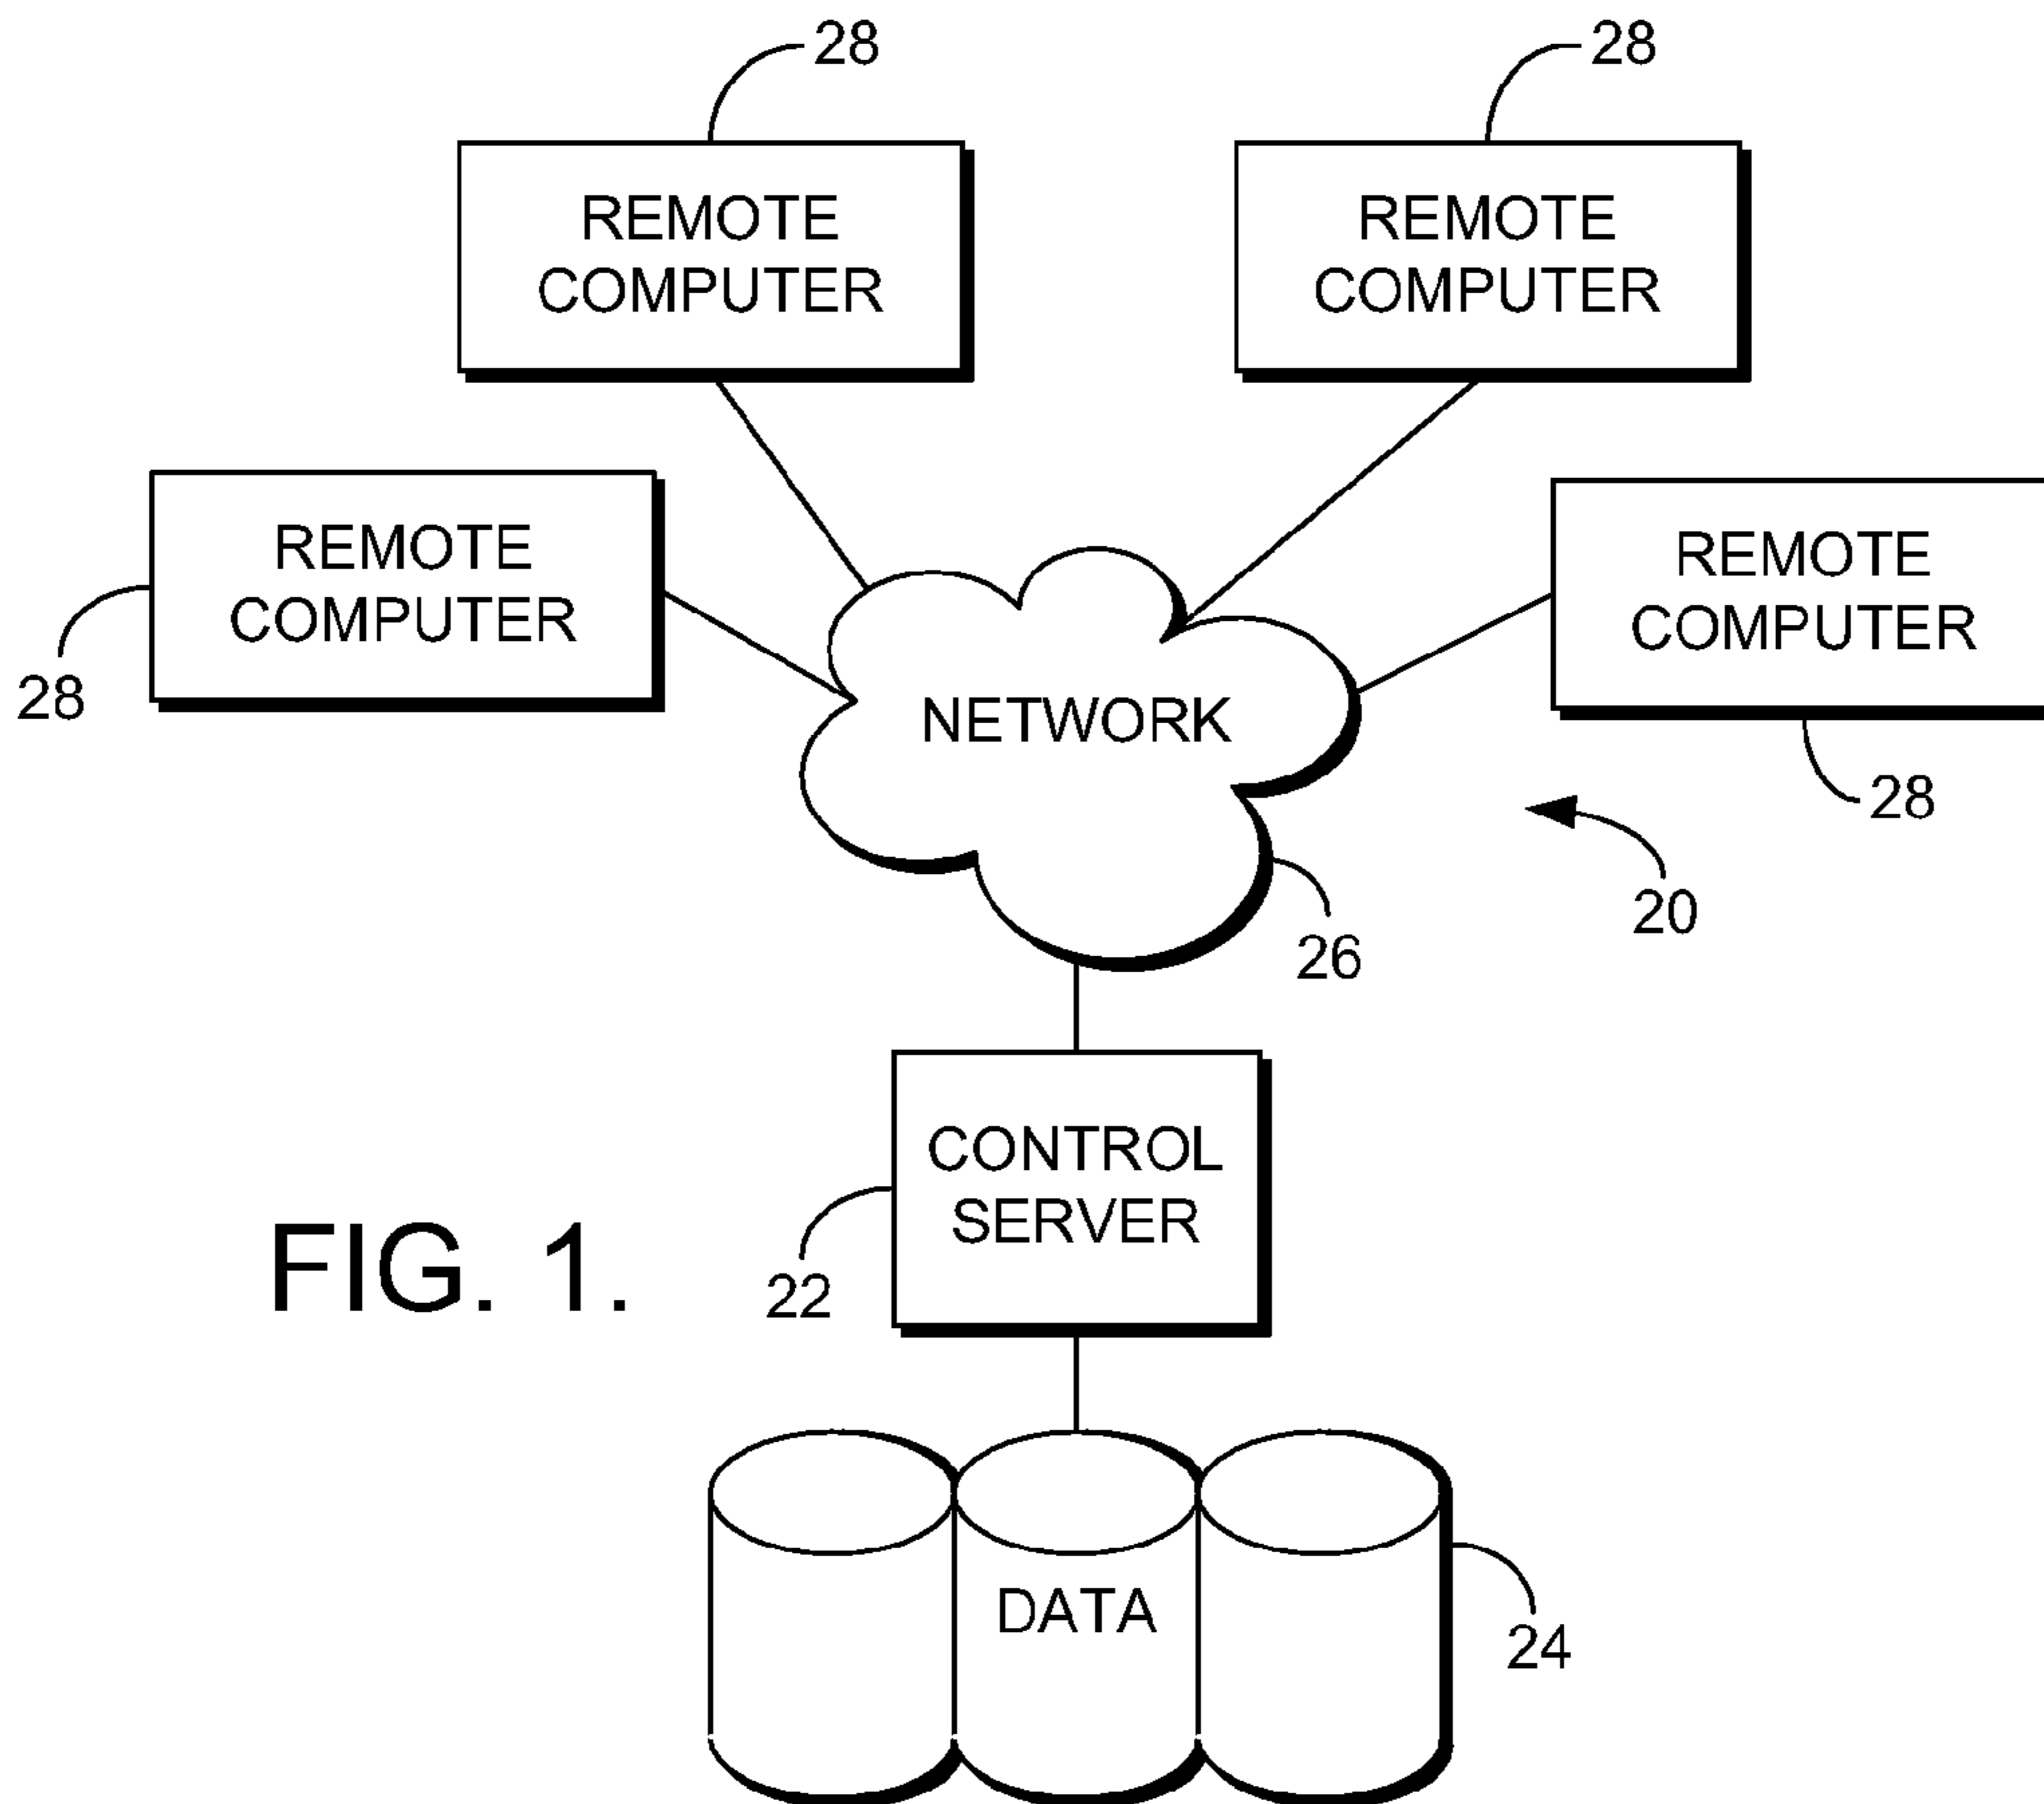 28
28
REMOTE
COMPUTER
REMOTE
COMPUTER
REMOTE
COMPUTER
REMOTE
COMPUTER
28
NETWORK
28
20
26
CONTROL
SERVER
FIG. 1.
22
DATA
24